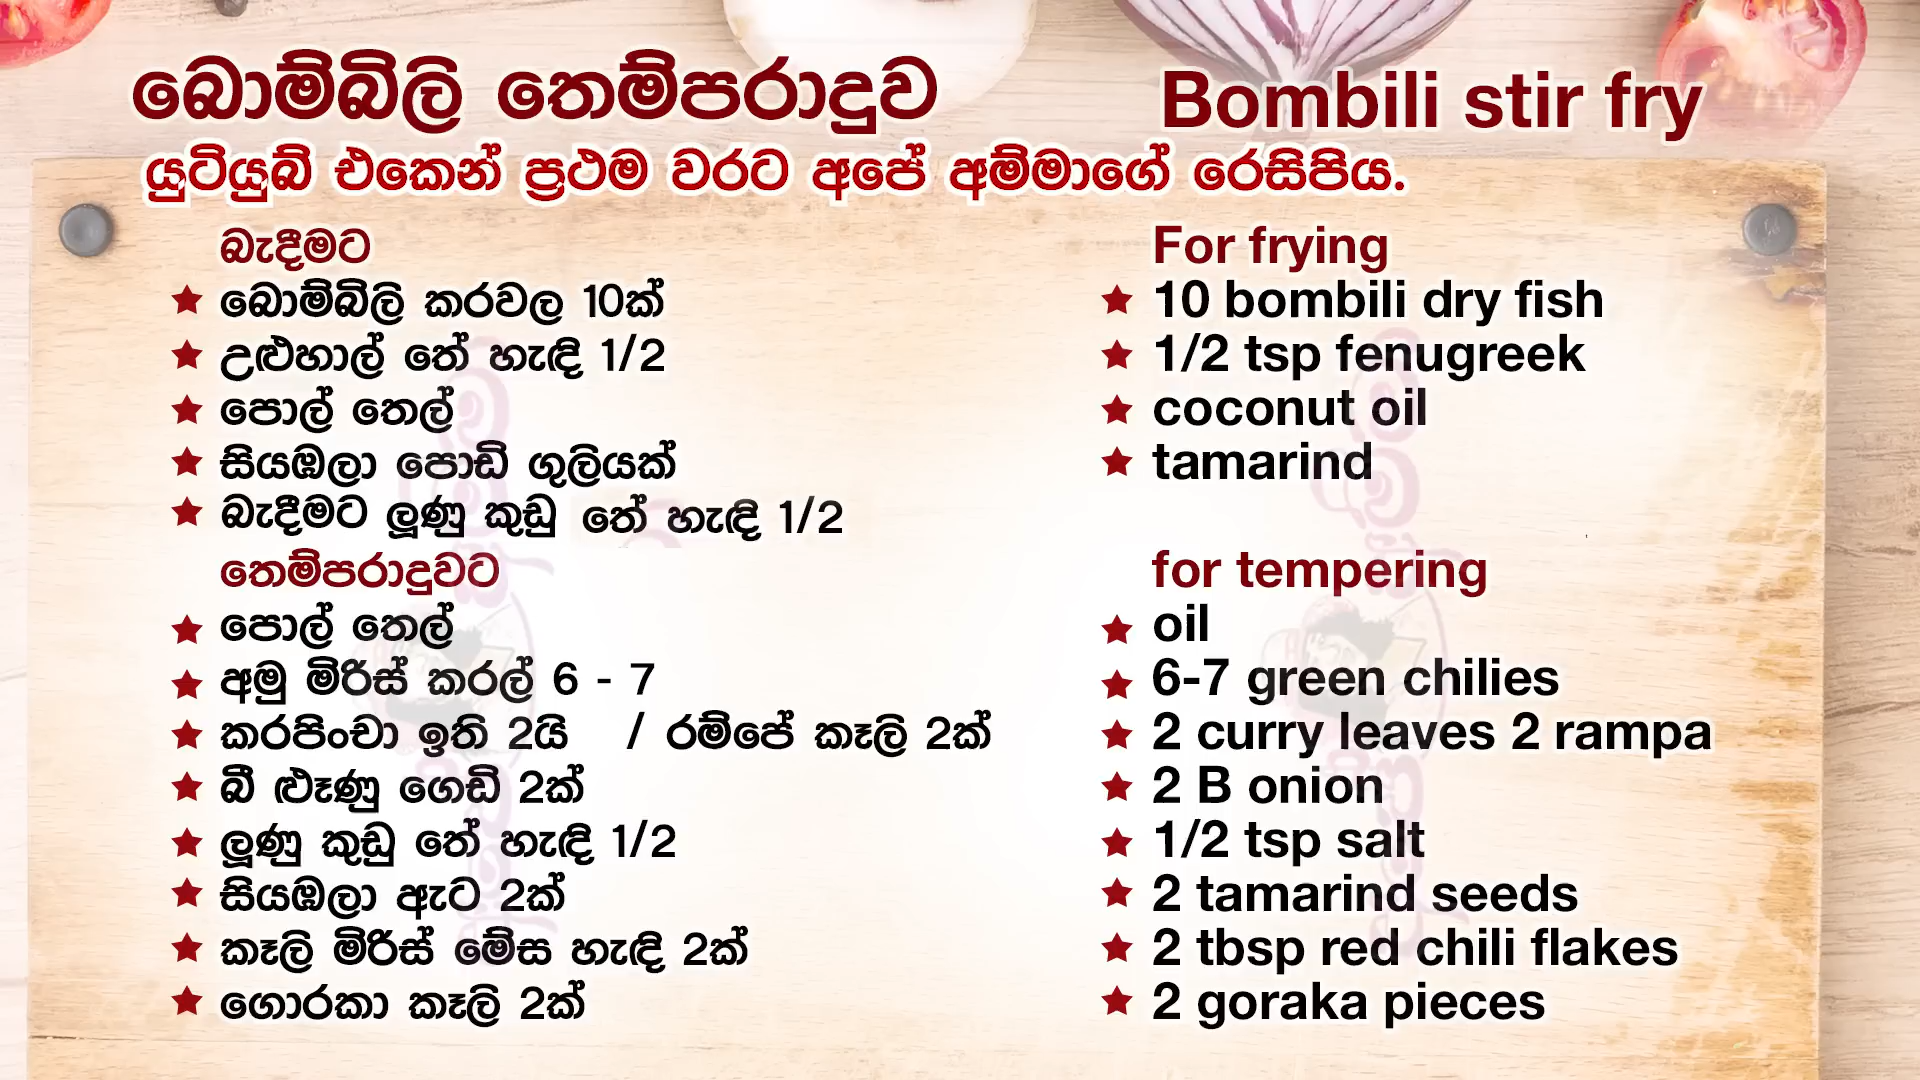 බොම්බිලි තෙම්පරාදුව
යුටියුබ් එකෙන් ප්‍රථම වරට අපේ අම්මාගේ රෙසිපිය.
බැදීමට
බොම්බිලි කරවල 10ක්
උළුහාල් තේ හැඳි 1/2
පොල් තෙල්
සියඹලා පොඩි ගුලියක්
බැදීමට ලූණු කුඩු තේ හැඳි 1/2
තෙම්පරාදුවට
පොල් තෙල්
අමු මිරිස් කරල් 6 - 7
කරපිංචා ඉති 2යි / රම්පේ කෑලි 2ක්
බී ළූණු ගෙඩි 2ක්
ලූණු කුඩු තේ හැඳි 1/2
සියඹලා ඇට 2ක්
කෑලි මිරිස් මේස හැඳි 2ක්
ගොරකා කෑලි 2ක්
Bombili stir fry
For frying
10 bombili dry fish
1/2 tsp fenugreek
coconut oil
tamarind
for tempering
oil
6-7 green chilies
2 curry leaves 2 rampa
2 B onion
1/2 tsp salt
2 tamarind seeds
2 tbsp red chili flakes
2 goraka pieces